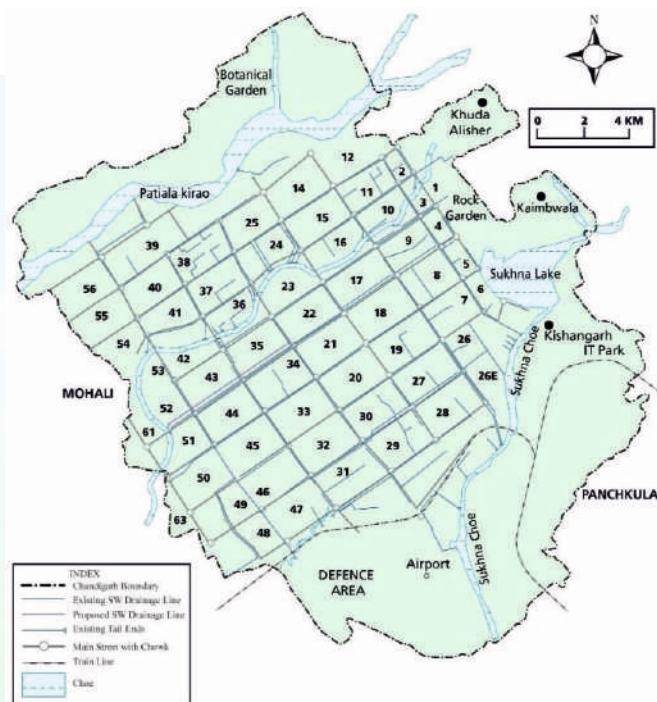 N
Botanical
Garden
Khuda
Alisher
0 2 4 KM
12
2
11
1
14
3
Rock
Garden
Kaimbwala
Patiala kirao
10
15
25
4
16
9
39
24
38
5
Sukhna Lake
8
6
56
40
37
23
17
7
55
41
36
22
18
Kishangarh
IT Park
54
35
21
26
42
34
19
53
43
26E
Sukhna Choe
MOHALI
20
27
52
44
33
28
61
30
51
45
32
29
PANCHKULA
50
31
46
49
47
63
48
DEFENCE
AREA
Airport
Sukhna Choe
INDEX
Chandigarh Boundary
Existing SW Drainage Line
Proposed SW Drainage Line
Existing Tail Ends
Main Street with Chowk
Train Line
Choe